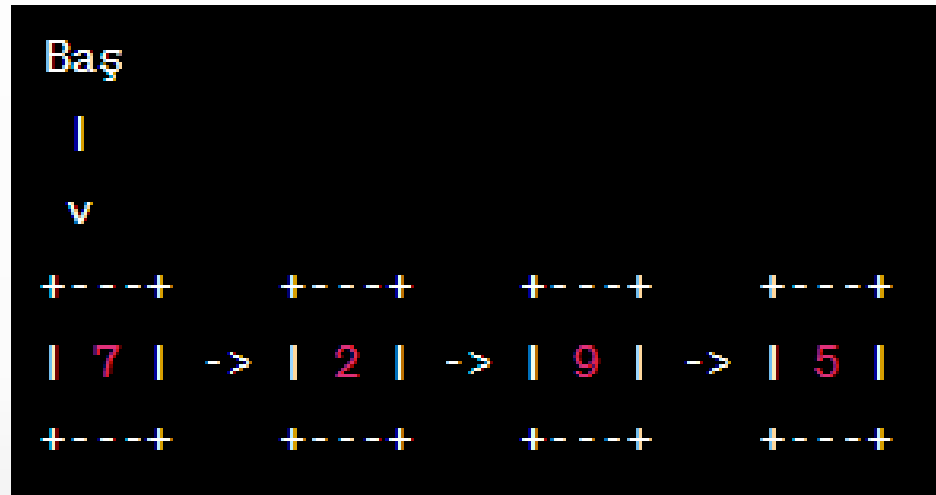 Baş
|
v
+---+    +---+    +---+    +---+
| 7 | -> | 2 | -> | 9 | -> | 5 |
+---+    +---+    +---+    +---+